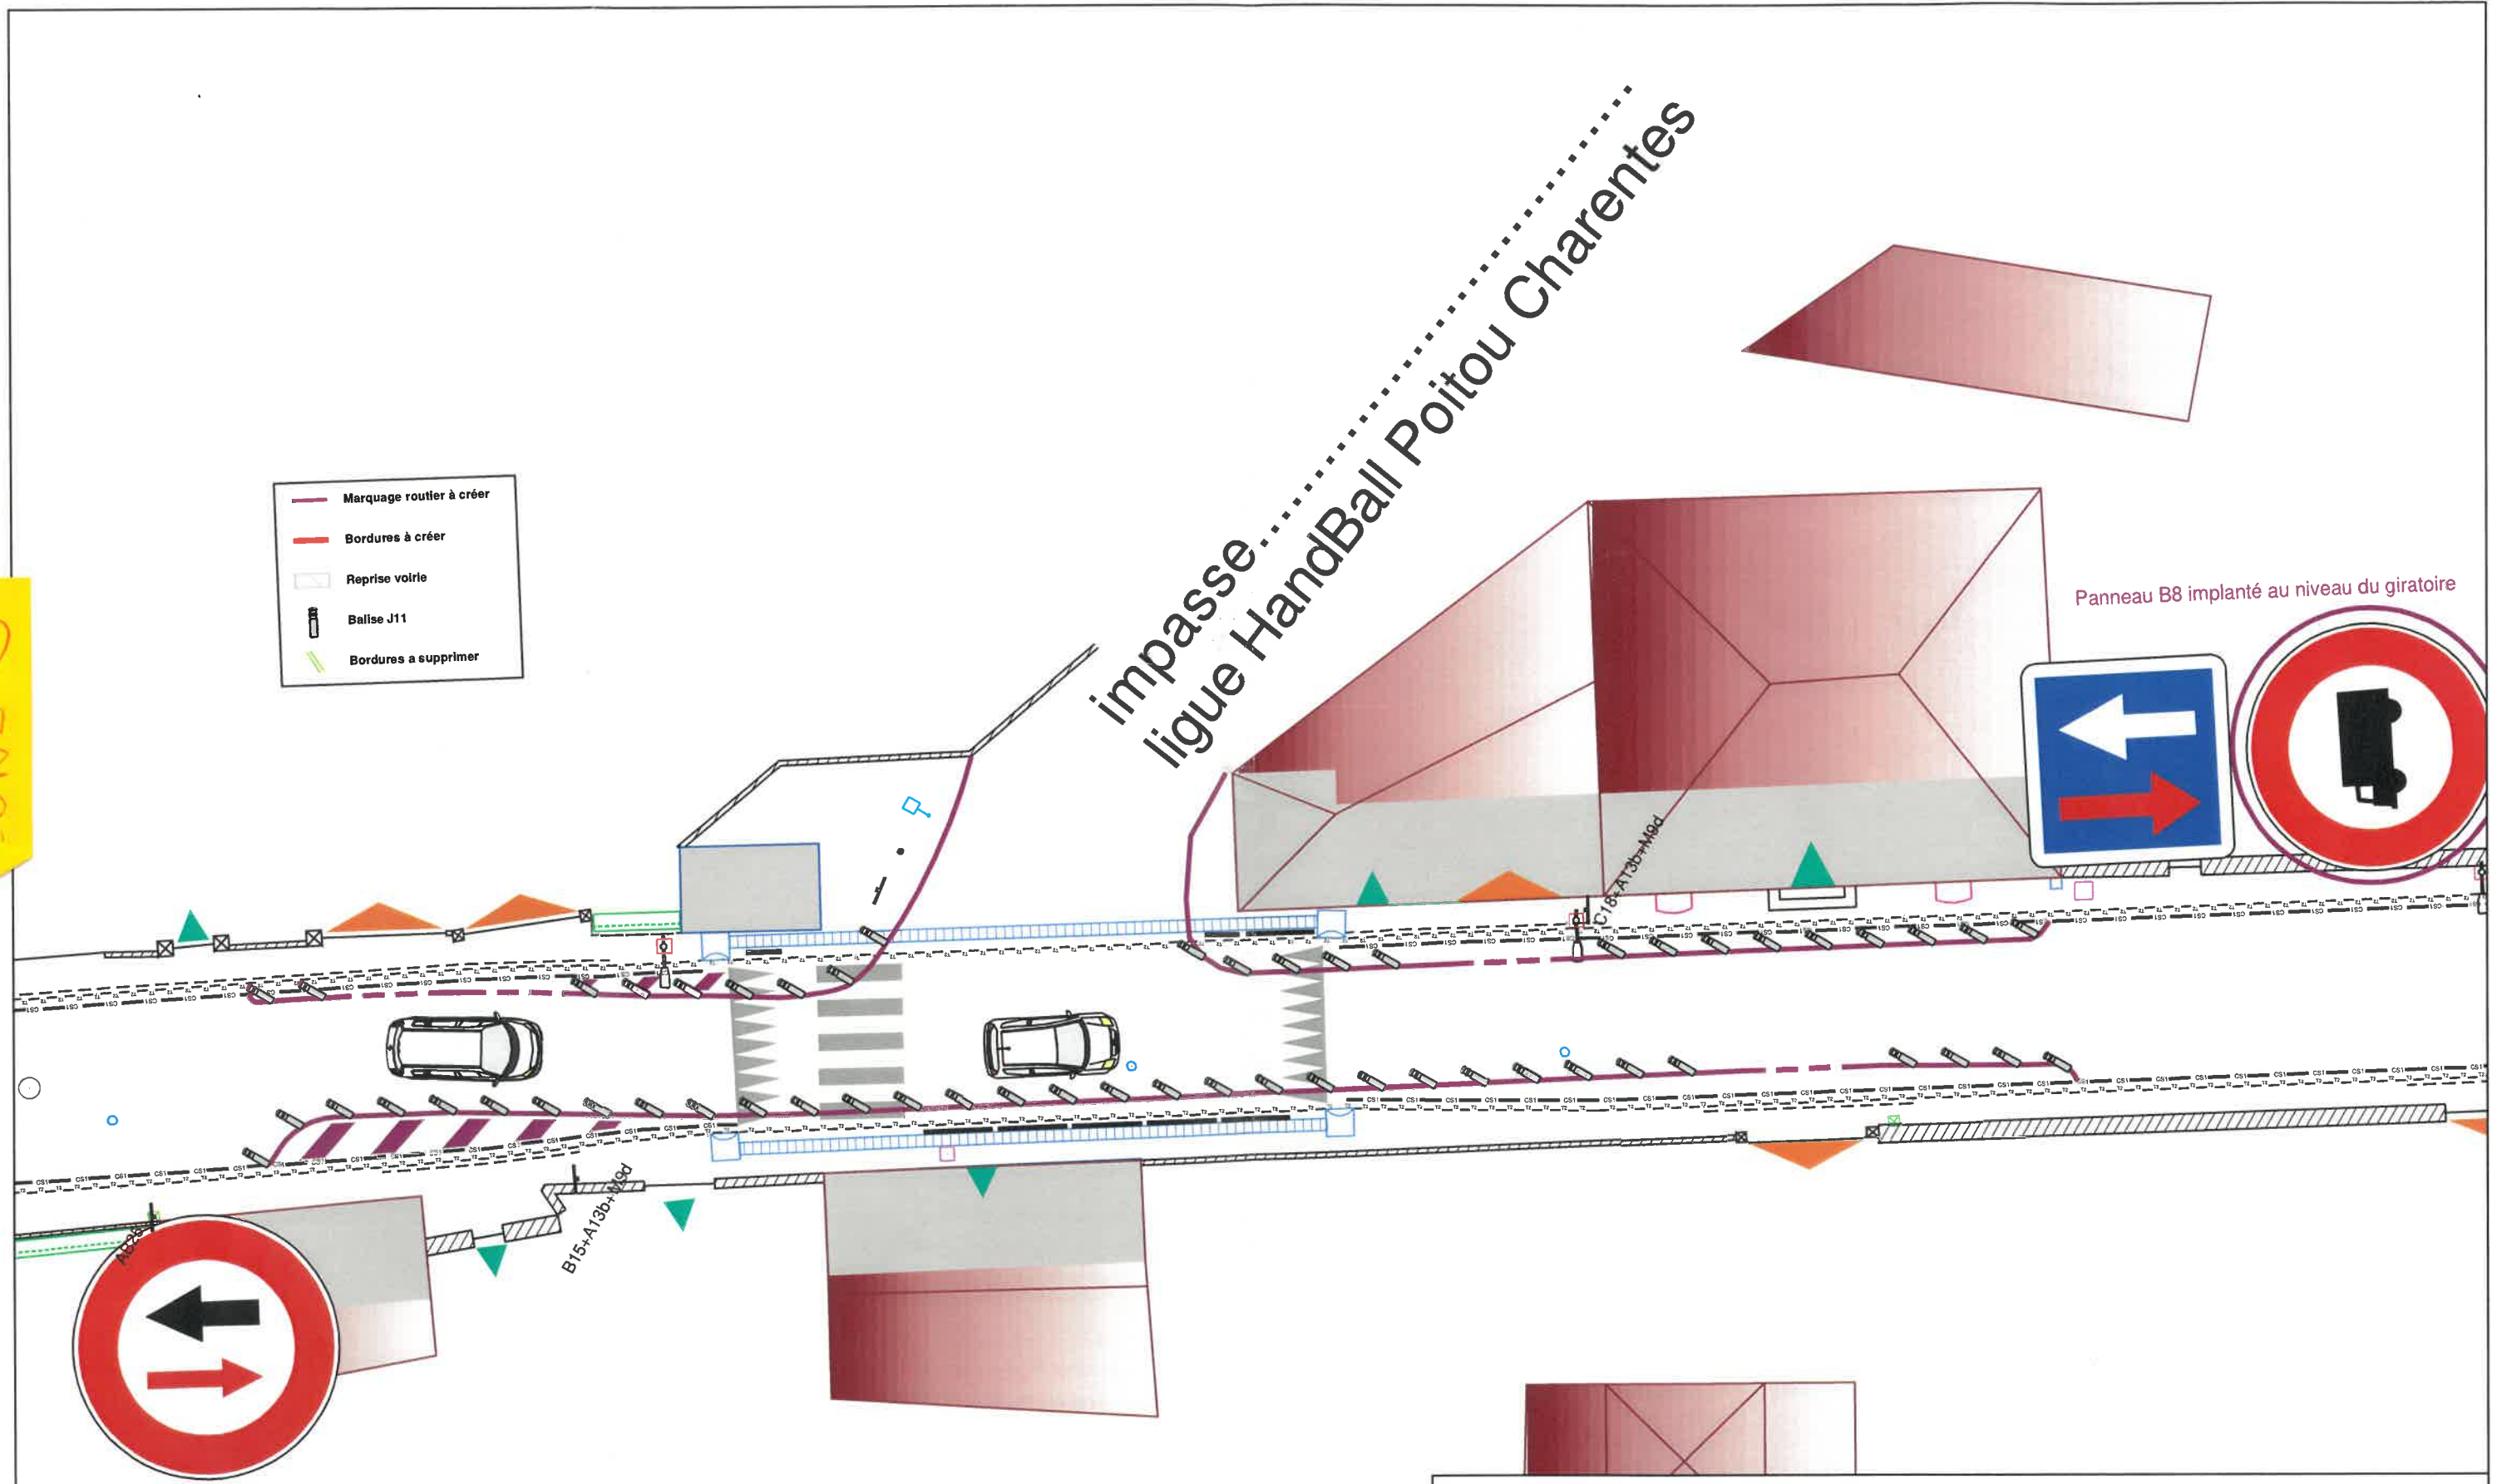 impasse.......................................
ligue HandBall Poitou Charentes
Marquage routier à créer
Bordures à créer
Reprise voirie
Balise J11
Bordures a supprimer
Panneau B8 implanté au niveau du giratoire
C18+A13b+M9d
B15+A13b+M9d